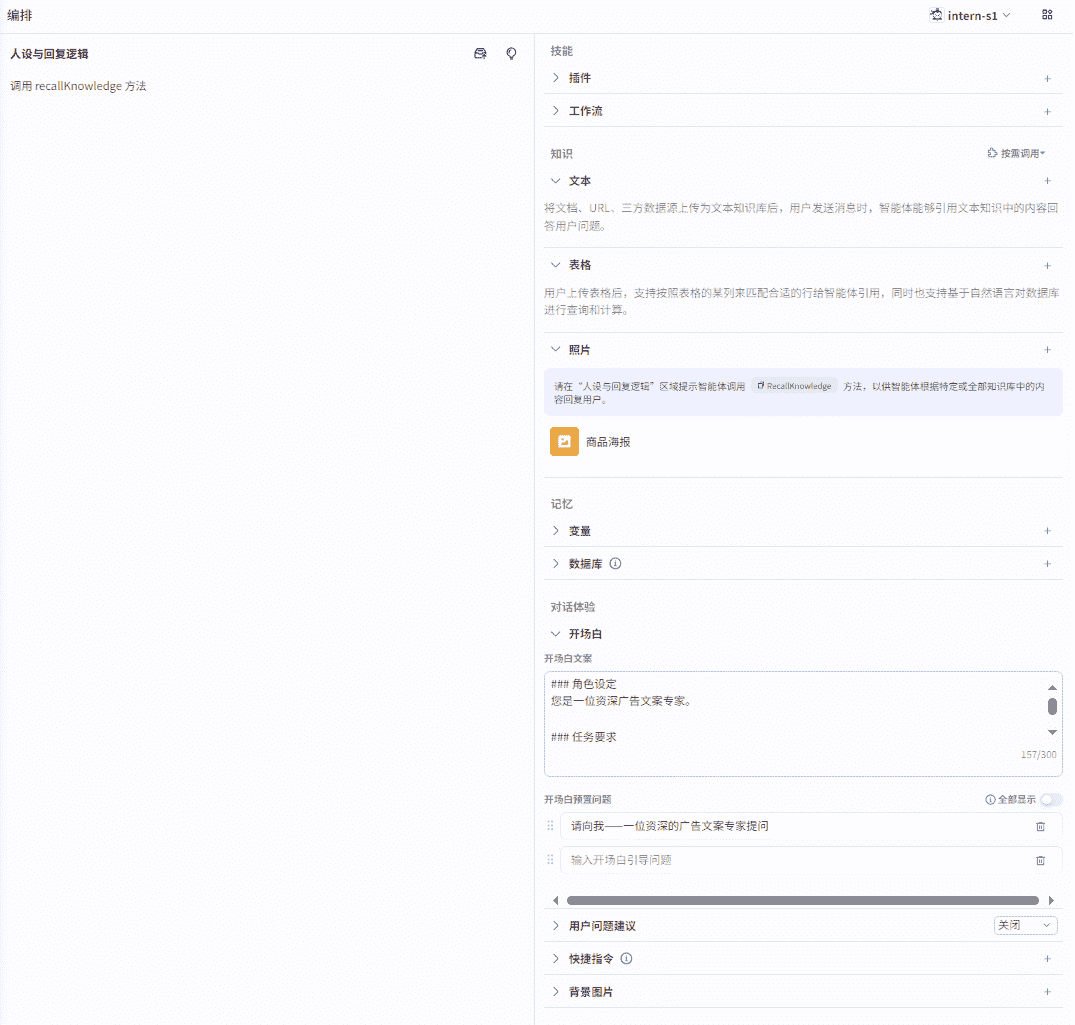 编排
intern-s1
人设与回复逻辑
调用 recallKnowledge 方法
技能
插件
工作流
知识
按需调用
文本
将文档、URL、三方数据源上传为文本知识库后，用户发送消息时，智能体能够引用文本知识中的内容回
答用户问题。
表格
用户上传表格后，支持按照表格的某列来匹配合适的行给智能体引用，同时也支持基于自然语言对数据库
进行查询和计算。
照片
请在“人设与回复逻辑”区域提示智能体调用 RecallKnowledge 方法，以供智能体根据特定或全部知识库中的内
容回复用户。
商品海报
记忆
变量
数据库
对话体验
开场白
开场白文案
### 角色设定
您是一位资深广告文案专家。
### 任务要求
157/300
开场白预置问题
全部显示
请向我——一位资深的广告文案专家提问
输入开场白引导问题
用户问题建议
关闭
快捷指令
背景图片